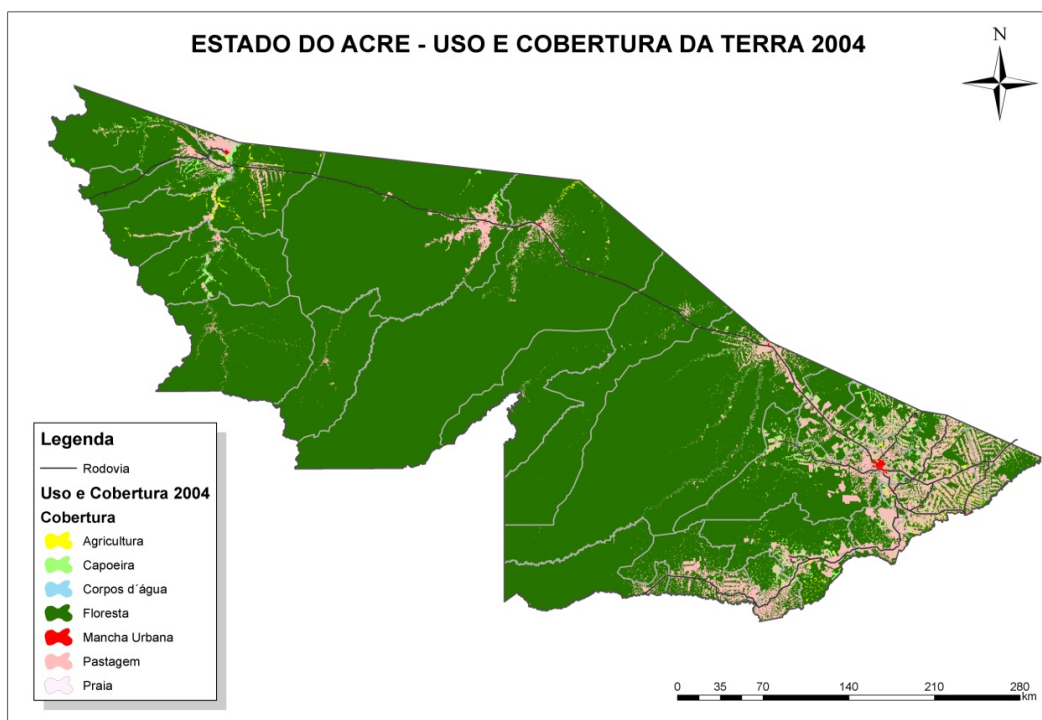 ESTADO DO ACRE - USO E COBERTURA DA TERRA 2004
N
Legenda
Rodovia
Uso e Cobertura 2004
Cobertura
Agricultura
Capoeira
Corpos d´água
Floresta
Mancha Urbana
Pastagem
Praia
0 35 70 140 210 280
km